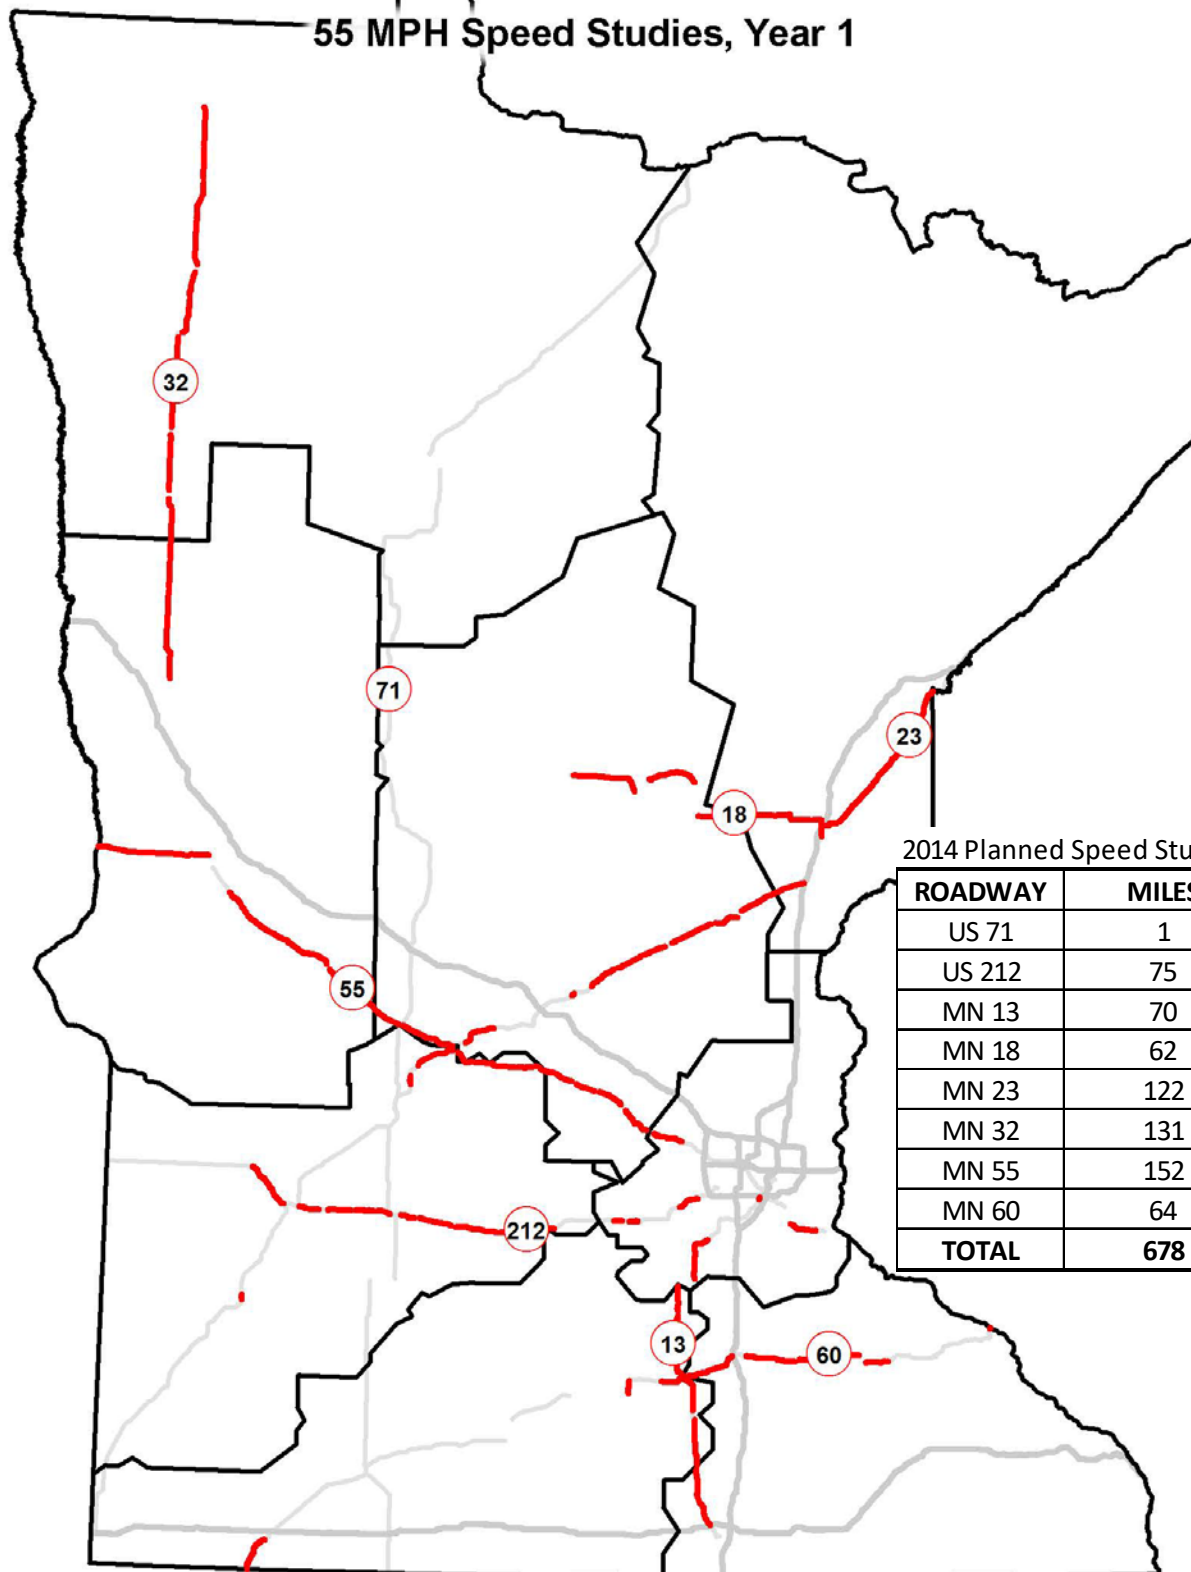 55 MPH Speed Studies, Year 1
32
71
23
18
2014 Planned Speed Stu
ROADWAY MILES
US 71 1
55
US 212 75
MN 13 70
MN 18 62
MN 23 122
MN 32 131
MN 55 152
MN 60 64
212
TOTAL 678
13
60